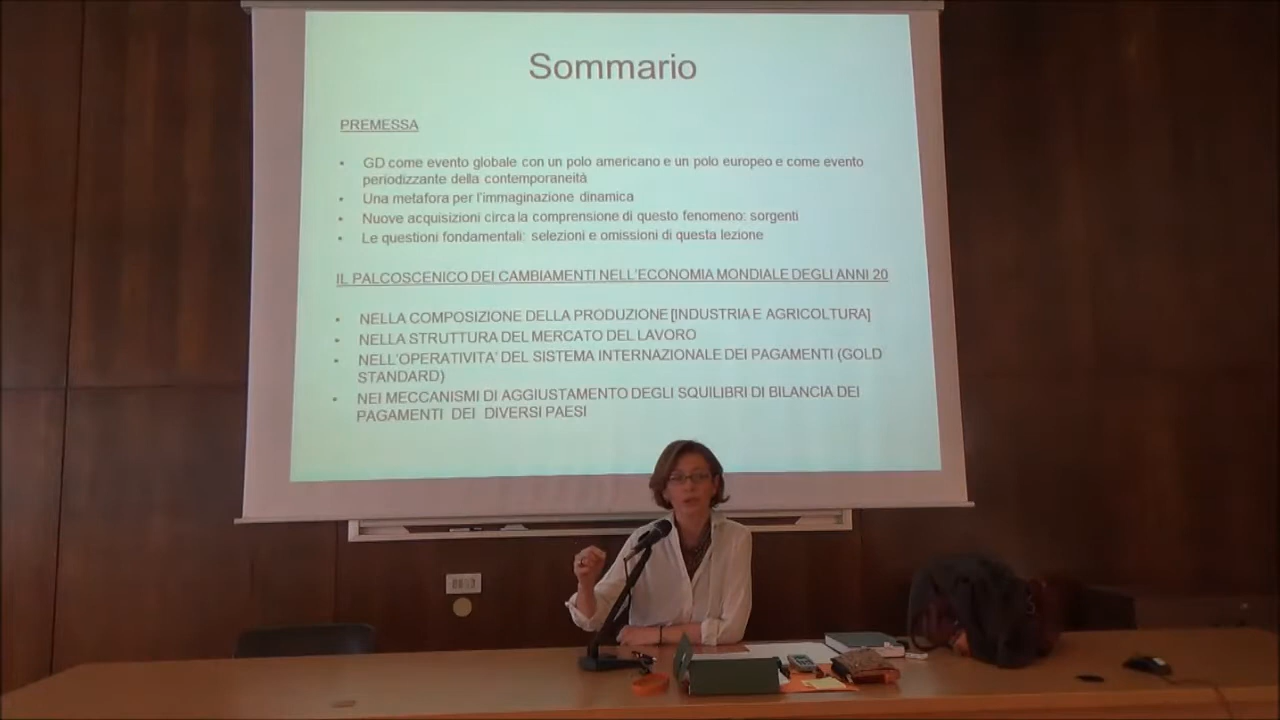 Sommario
PREMESSA
• GD come evento globale con un polo americano e un polo europeo e come evento
periodizzante della contemporaneità
• Una metafora per l'immaginazione dinamica
• Nuove acquisizioni circa la comprensione di questo fenomeno: sorgenti
• Le questioni fondamentali: selezioni e omissioni di questa lezione
IL PALCOSCENICO DEI CAMBIAMENTI NELL'ECONOMIA MONDIALE DEGLI ANNI 20
• NELLA COMPOSIZIONE DELLA PRODUZIONE [INDUSTRIA E AGRICOLTURA]
• NELLA STRUTTURA DEL MERCATO DEL LAVORO
• NELL'OPERATIVITA' DEL SISTEMA INTERNAZIONALE DEI PAGAMENTI (GOLD
STANDARD)
• NEI MECCANISMI DI AGGIUSTAMENTO DEGLI SQUILIBRI DI BILANCIA DEI
PAGAMENTI DEI DIVERSI PAESI